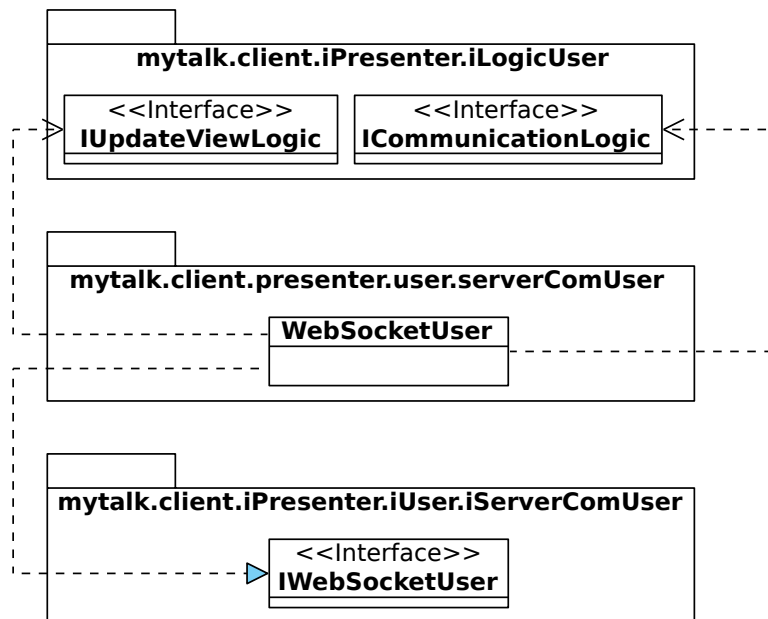 mytalk.client.iPresenter.iLogicUser
<<Interface>>
IUpdateViewLogic
<<Interface>>
ICommunicationLogic
mytalk.client.presenter.user.serverComUser
WebSocketUser
mytalk.client.iPresenter.iUser.iServerComUser
<<Interface>>
IWebSocketUser